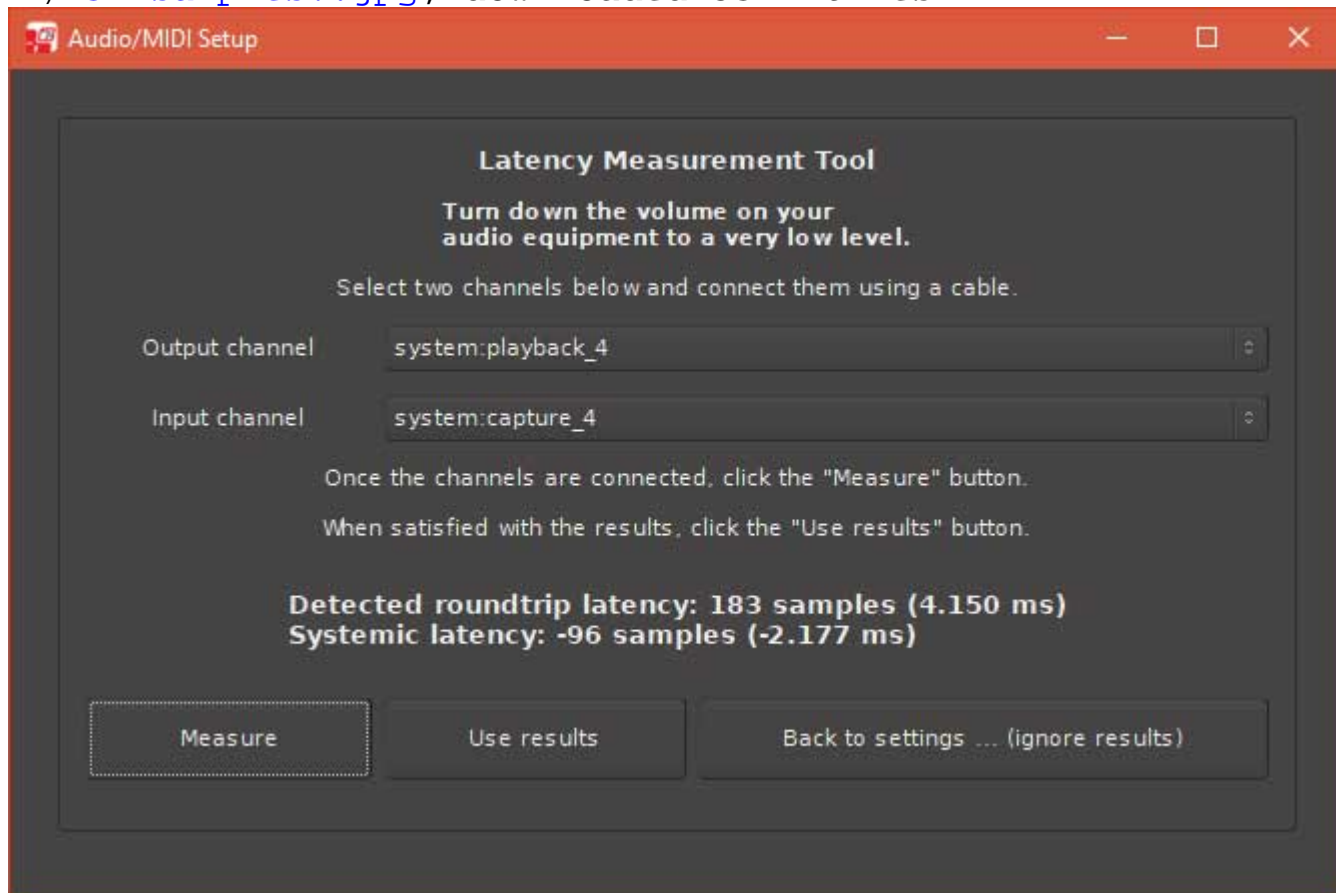 Audio/MIDI Setup
Latency Measurement Tool
Turn down the volume on your
audio equipment to a very low level.
Select two channels below and connect them using a cable.
Output channel system:playback_4
Input channel system:capture_4
Once the channels are connected, click the "Measure" button.
When satisfied with the results, click the "Use results" button.
Detected roundtrip latency: 183 samples (4.150 ms)
Systemic latency: -96 samples (-2.177 ms)
Measure Use results Back to settings ... (ignore results)